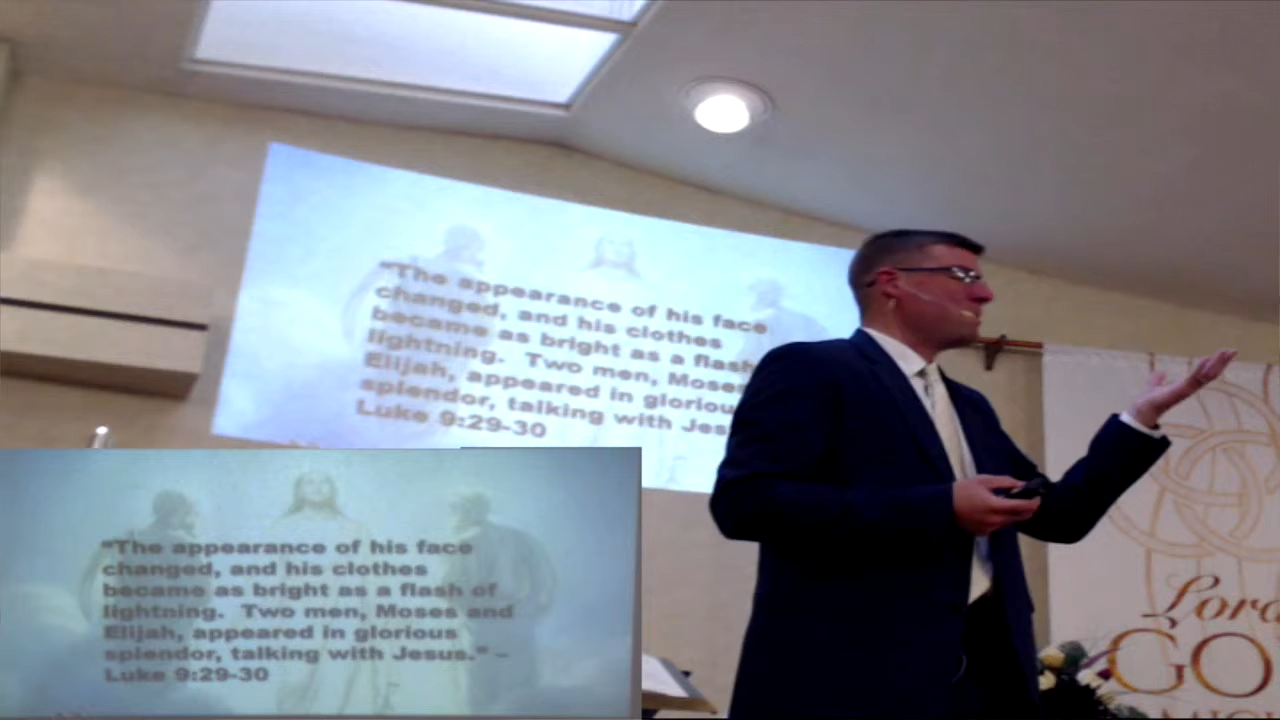 "The appearance of his face
changed, and his clothes
became as bright as a flash
lightning. Two men, Moses
Elijah, appeared in glorious
splendor, talking with Jes
Luke 9:29-30
"The appearance of his face
changed, and his clothes
became as bright as a flash of
lightning. Two men, Moses and
Elijah, appeared in glorious
splendor, talking with Jesus." –
Luke 9:29-30
Lord
GO